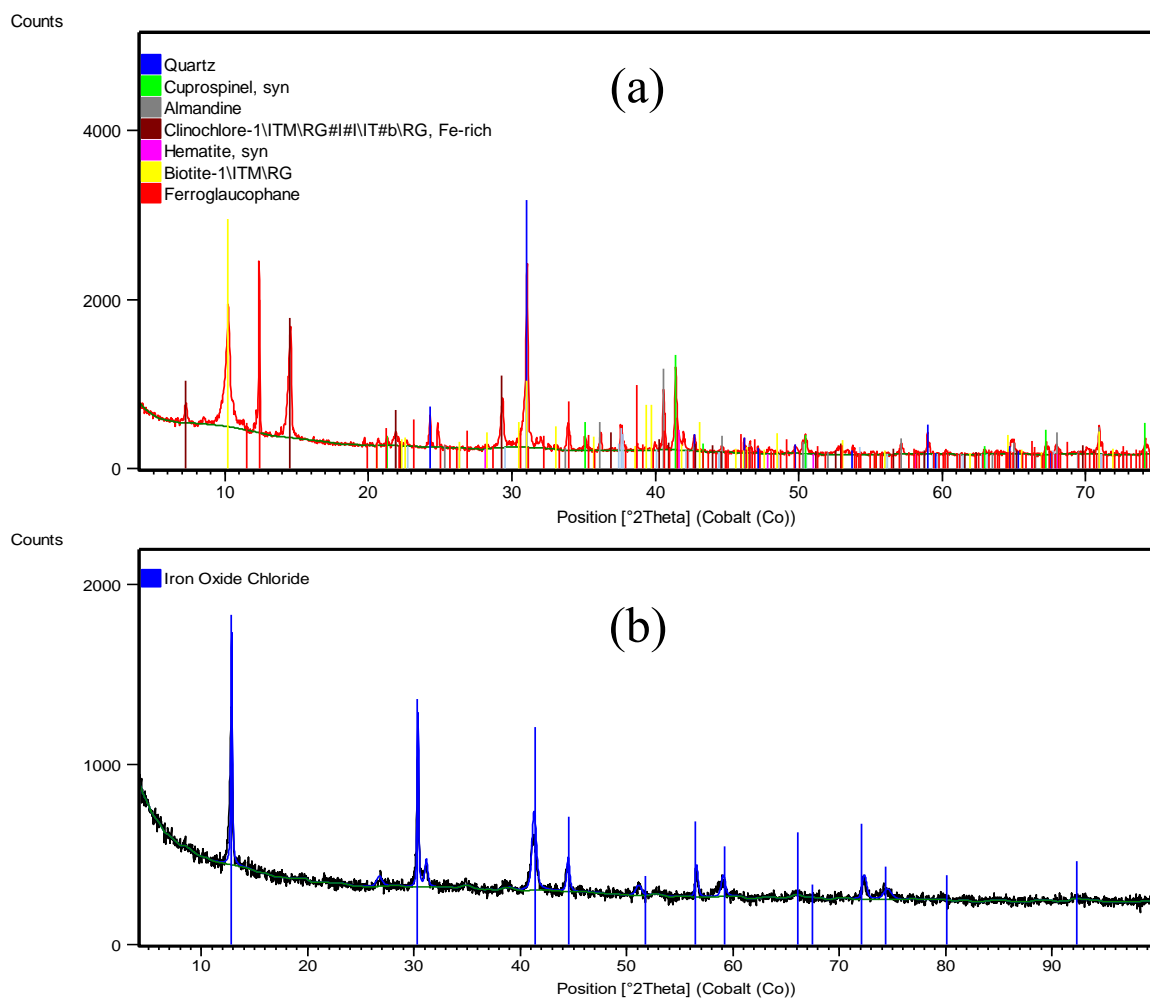 Counts
(a)
Quartz
Cuprospinel, syn
Almandine
Clinochlore-1\ITM\RG#I#I\IT#b\RG, Fe-rich
Hematite, syn
Biotite-1\ITM\RG
Ferroglaucophane
4000
2000
0
10 20 30 40 50 60 70
Position [°2Theta] (Cobalt (Co))
Counts
Iron Oxide Chloride
(b)
2000
1000
0
10 20 30 40 50 60 70 80 90
Position [°2Theta] (Cobalt (Co))